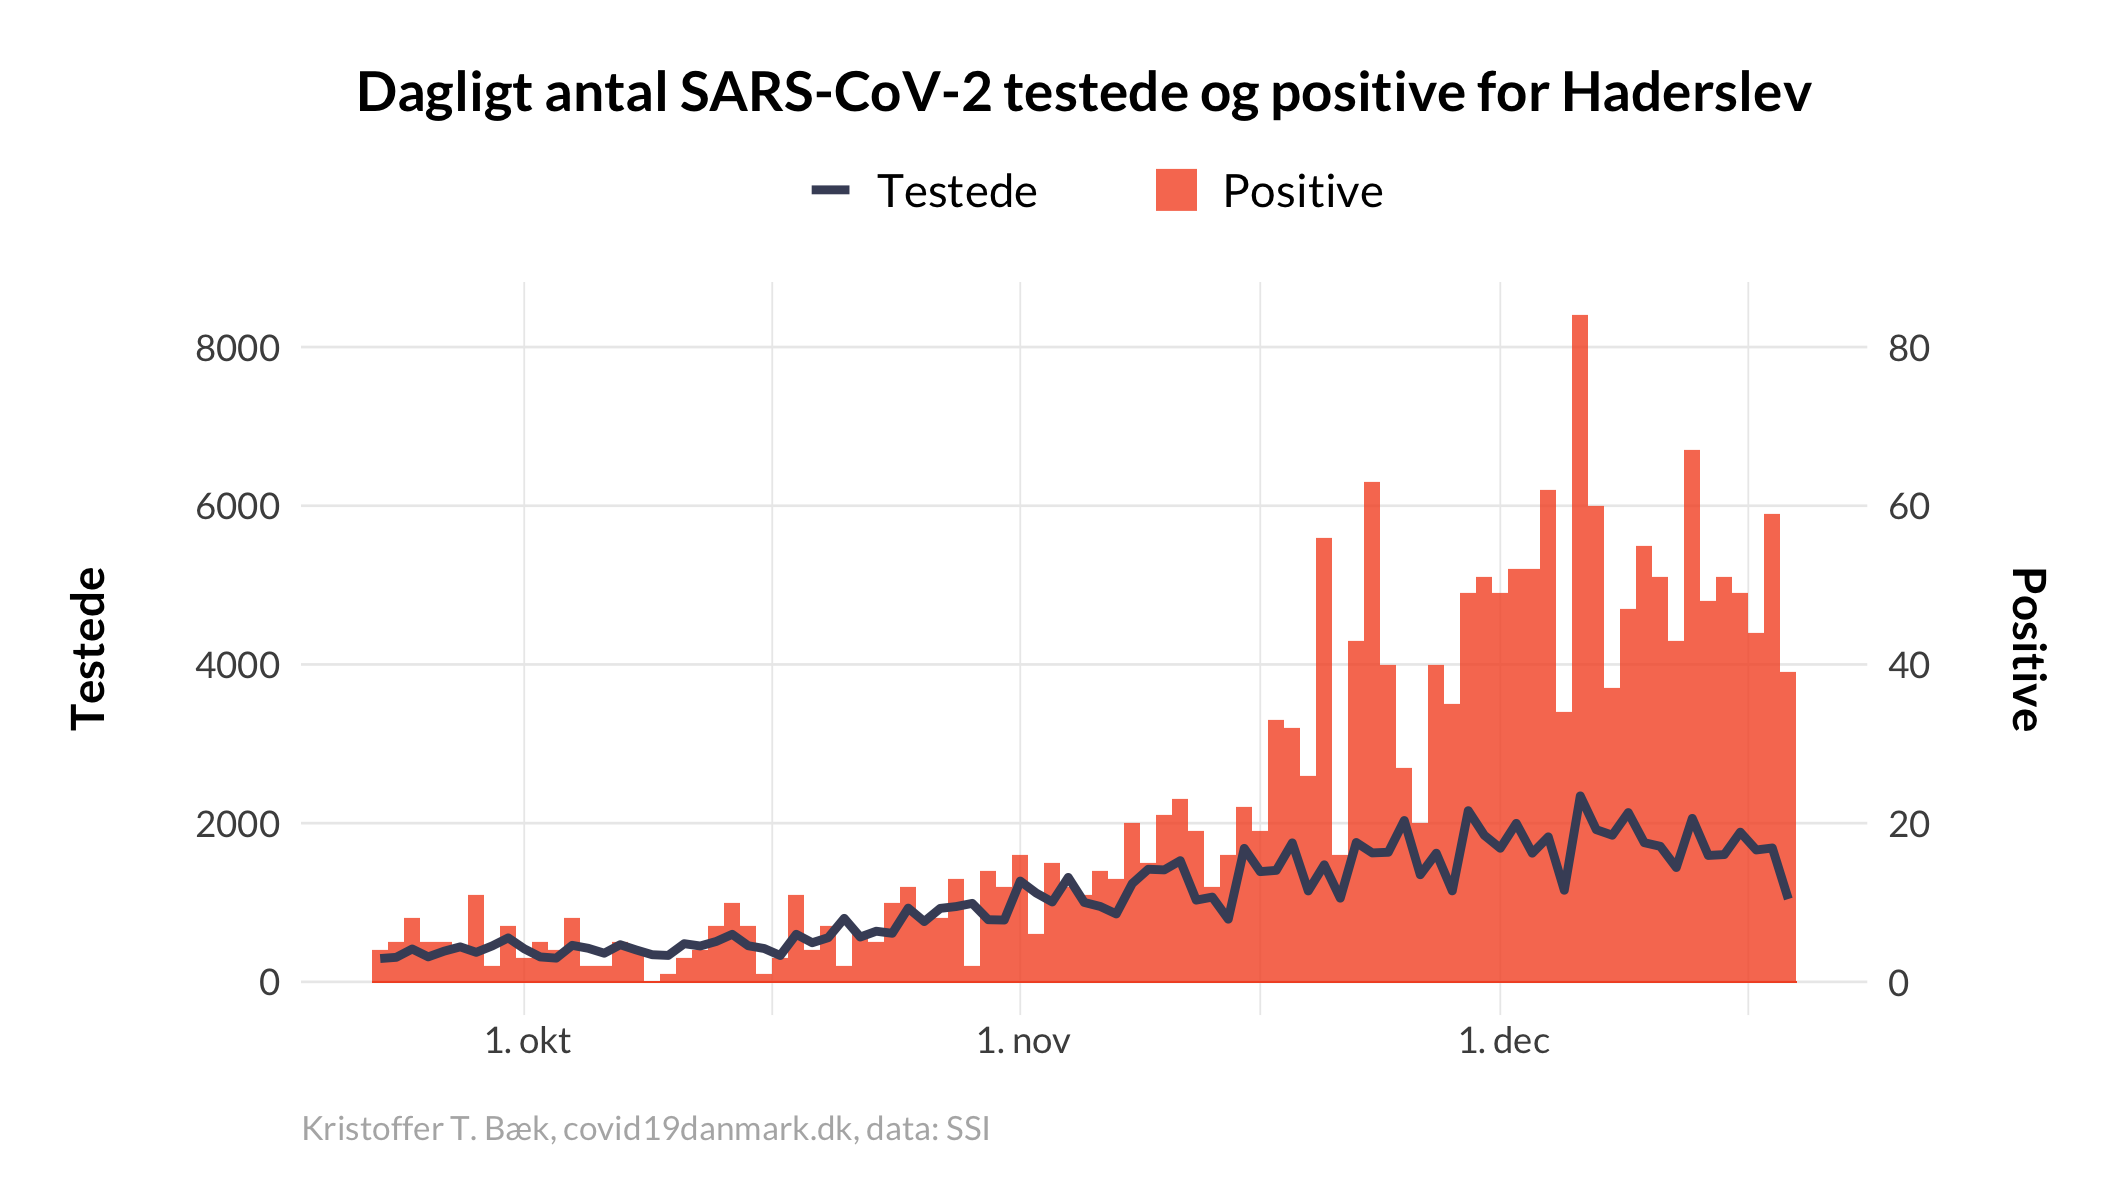 Dagligt antal SARS-CoV-2 testede og positive for Haderslev
Testede
Positive
8000
6000
4000
2000
0
80
60
40
20
0
Testede
Positive
1. okt
1. nov
1. dec
Kristoffer T. Bæk, covid19danmark.dk, data: SSI